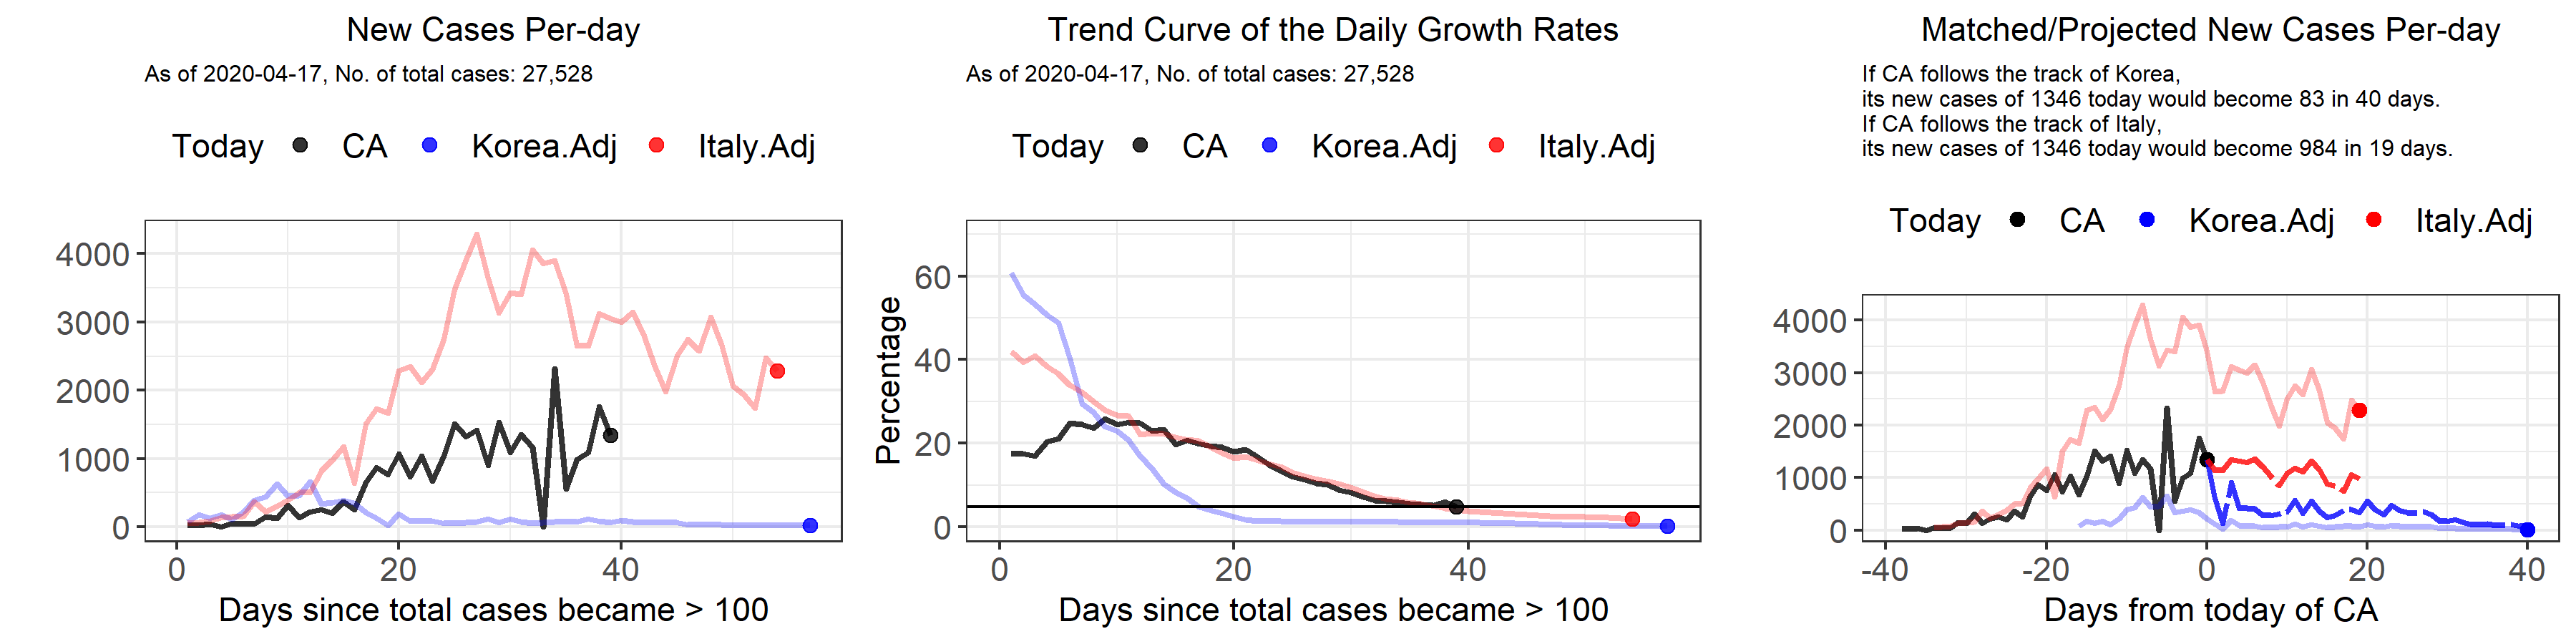 New Cases Per-day
As of 2020-04-17, No. of total cases: 27,528
Today CA Korea.Adj Italy.Adj
4000
3000
2000
1000
0
0 20 40
Days since total cases became > 100
Trend Curve of the Daily Growth Rates
As of 2020-04-17, No. of total cases: 27,528
Today CA Korea.Adj Italy.Adj
Percentage
60
40
20
0
0 20 40
Days since total cases became > 100
Matched/Projected New Cases Per-day
If CA follows the track of Korea,
its new cases of 1346 today would become 83 in 40 days.
If CA follows the track of Italy,
its new cases of 1346 today would become 984 in 19 days.
Today CA Korea.Adj Italy.Adj
4000
3000
2000
1000
0
-40 -20 0 20 40
Days from today of CA